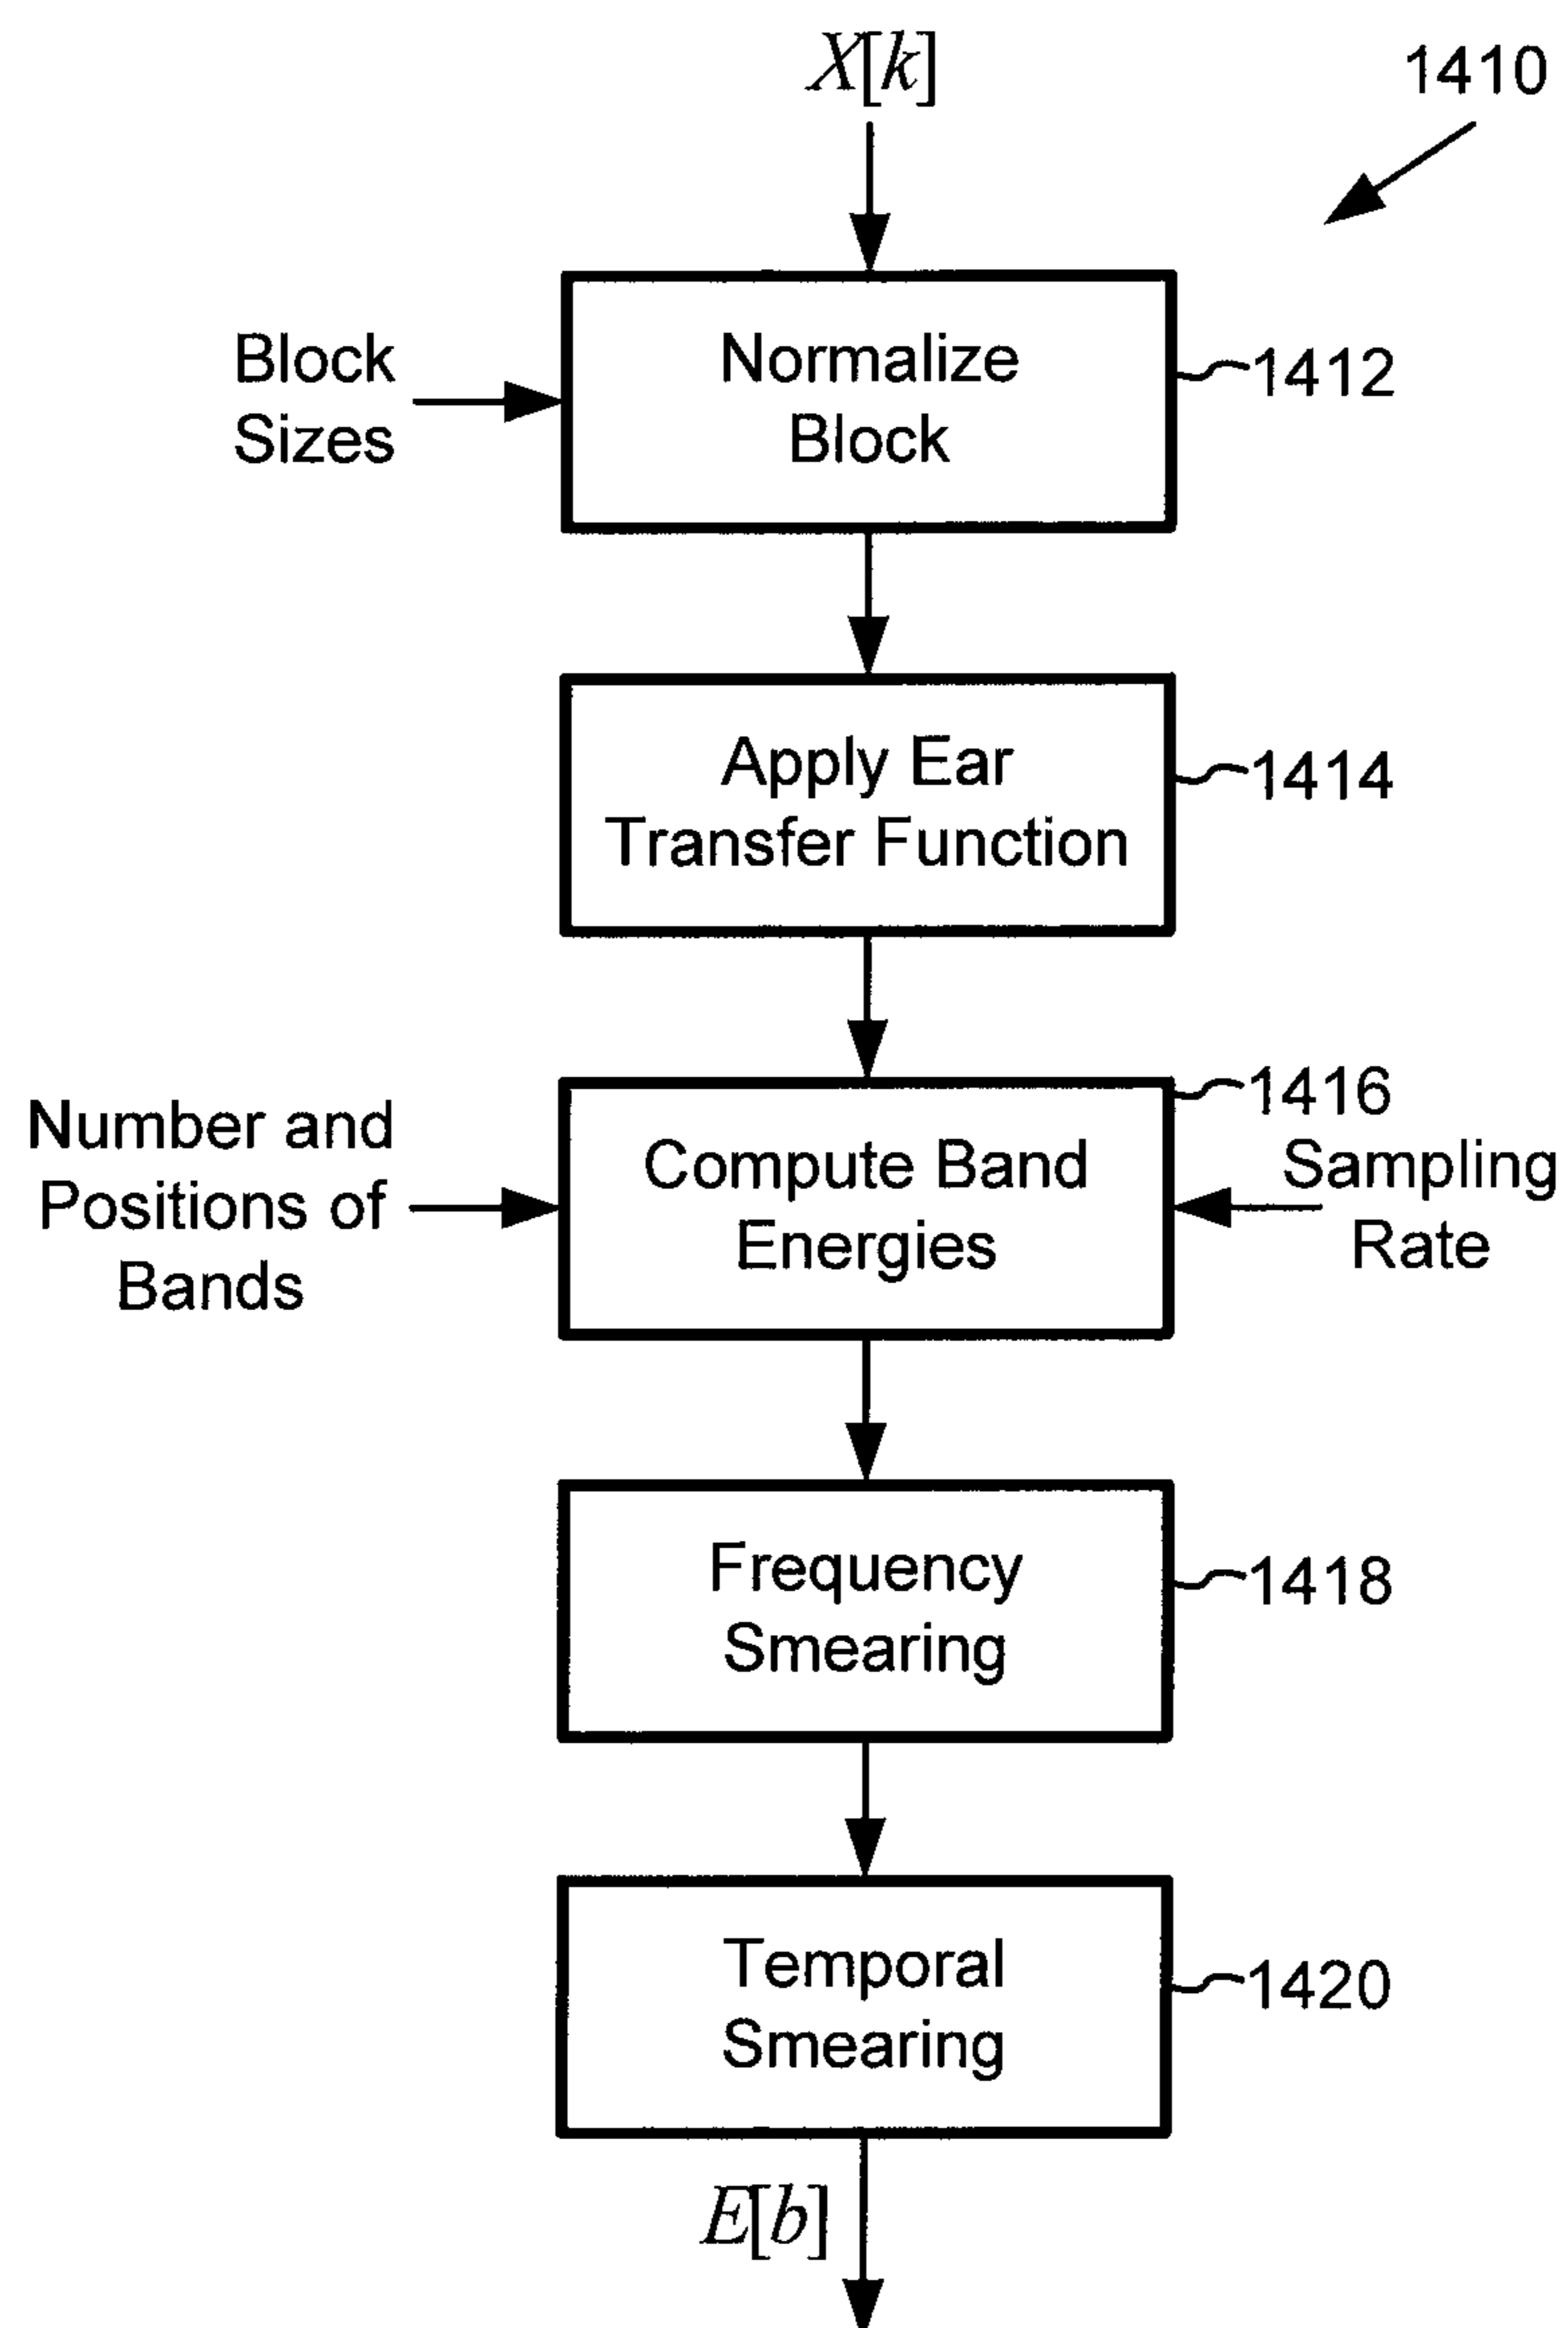 X[k]
1410
Block
Sizes
Normalize
Block
1412
Apply Ear
Transfer Function
1414
Number and
Positions of
Bands
Compute Band
Energies
1416
Sampling
Rate
Frequency
Smearing
1418
Temporal
Smearing
1420
E[b]